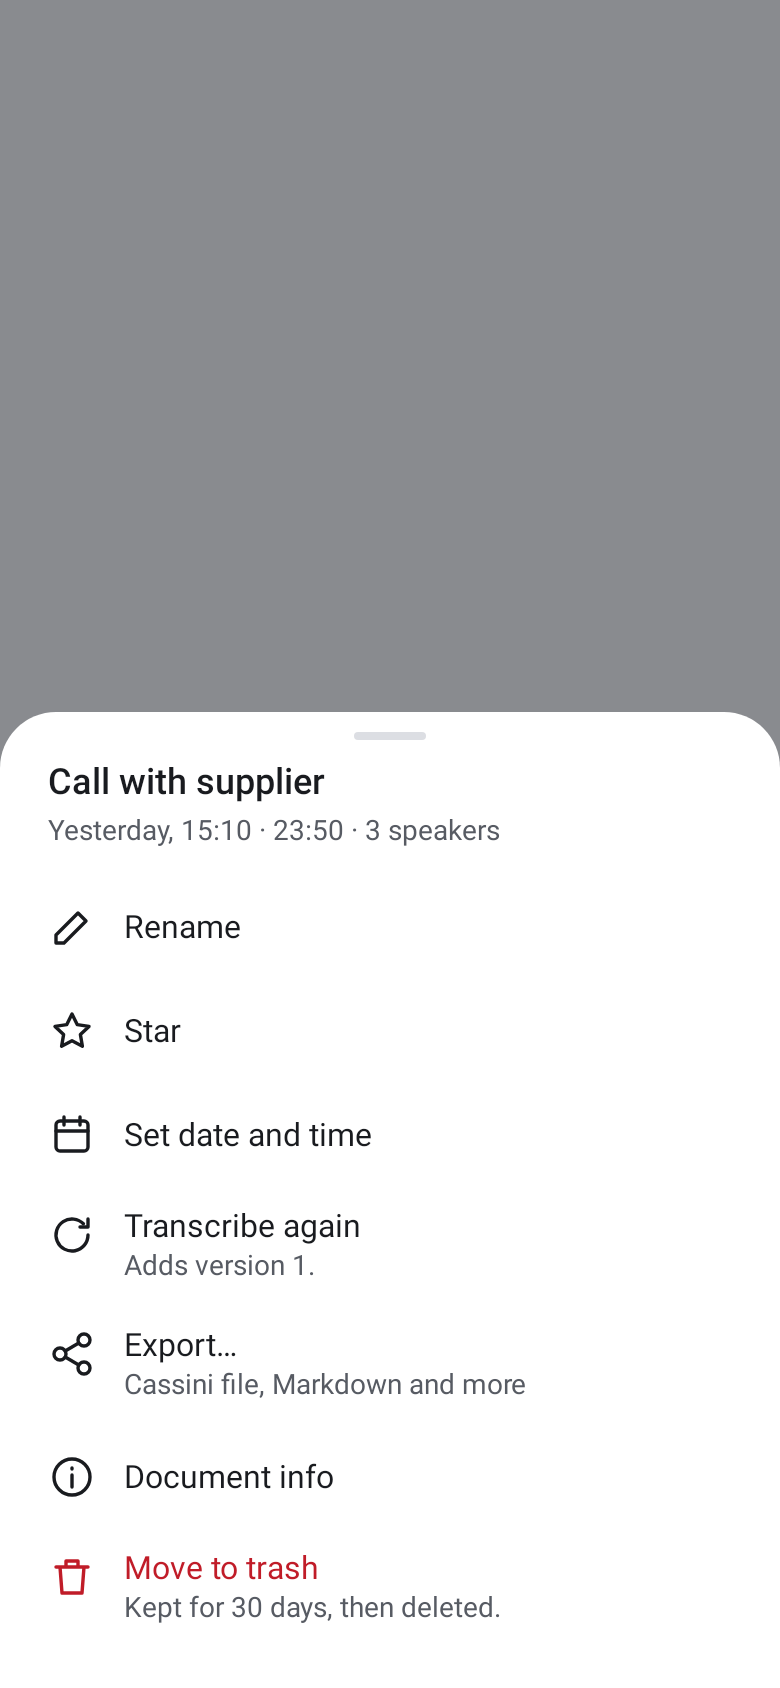 Call with supplier
Yesterday, 15:10 · 23:50 · 3 speakers
Rename
Star
Set date and time
Transcribe again
Adds version 1.
Export…
Cassini file, Markdown and more
Document info
Move to trash
Kept for 30 days, then deleted.